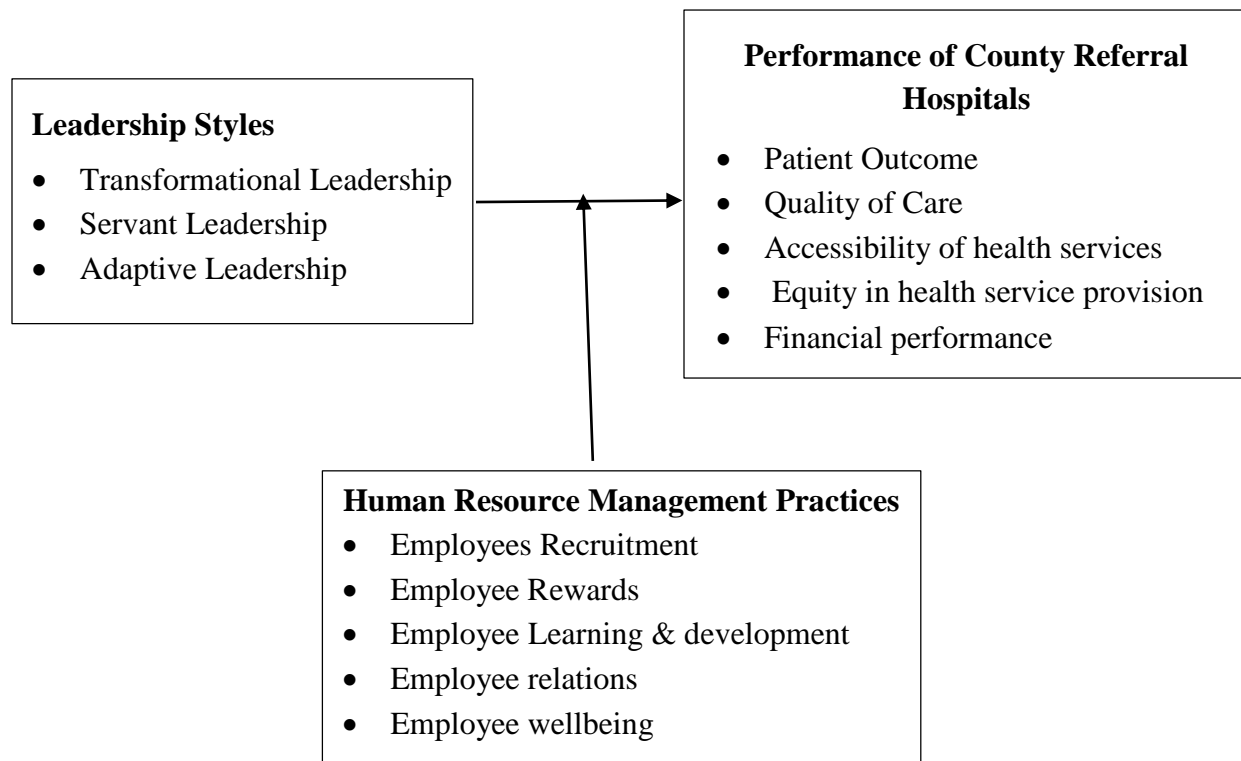 Leadership Styles
• Transformational Leadership
• Servant Leadership
• Adaptive Leadership
Performance of County Referral
Hospitals
• Patient Outcome
• Quality of Care
• Accessibility of health services
• Equity in health service provision
• Financial performance
Human Resource Management Practices
• Employees Recruitment
• Employee Rewards
• Employee Learning & development
• Employee relations
• Employee wellbeing